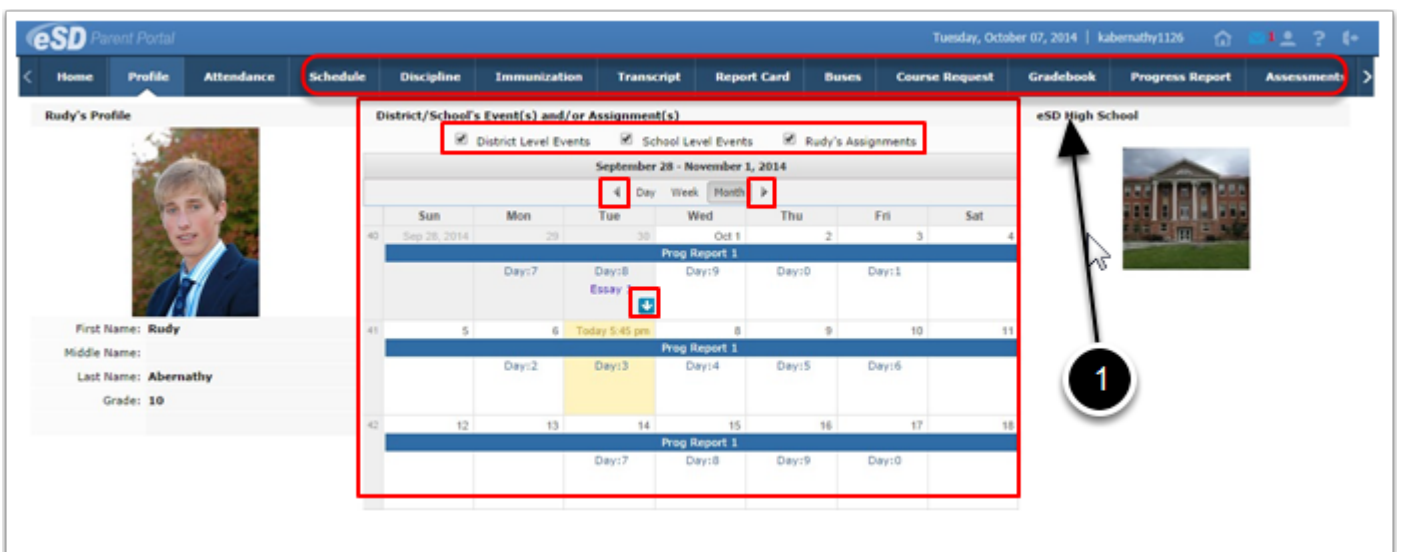 eSD Parent Portal Tuesday, October 07, 2014 | kabernathy1126 1 ?
Home Profile Attendance Schedule Discipline Immunization Transcript Report Card Buses Course Request Gradebook Progress Report Assessments
Rudy's Profile
District/School's Event(s) and/or Assignment(s)
eSD High School
District Level Events School Level Events Rudy's Assignments
September 28 - November 1, 2014
Day Week Month
Sun Mon Tue Wed Thu Fri Sat
40 Sep 28, 2014 29 30 Oct 1 2 3 4
Prog Report 1
Day:7 Day:8 Day:9 Day:0 Day:1
Essay 1
First Name: Rudy
Middle Name:
Last Name: Abernathy
Grade: 10
41 5 6 Today 5:45 pm 8 9 10 11
Prog Report 1
Day:2 Day:3 Day:4 Day:5 Day:6
42 12 13 14 15 16 17 18
Prog Report 1
Day:7 Day:8 Day:9 Day:0
1